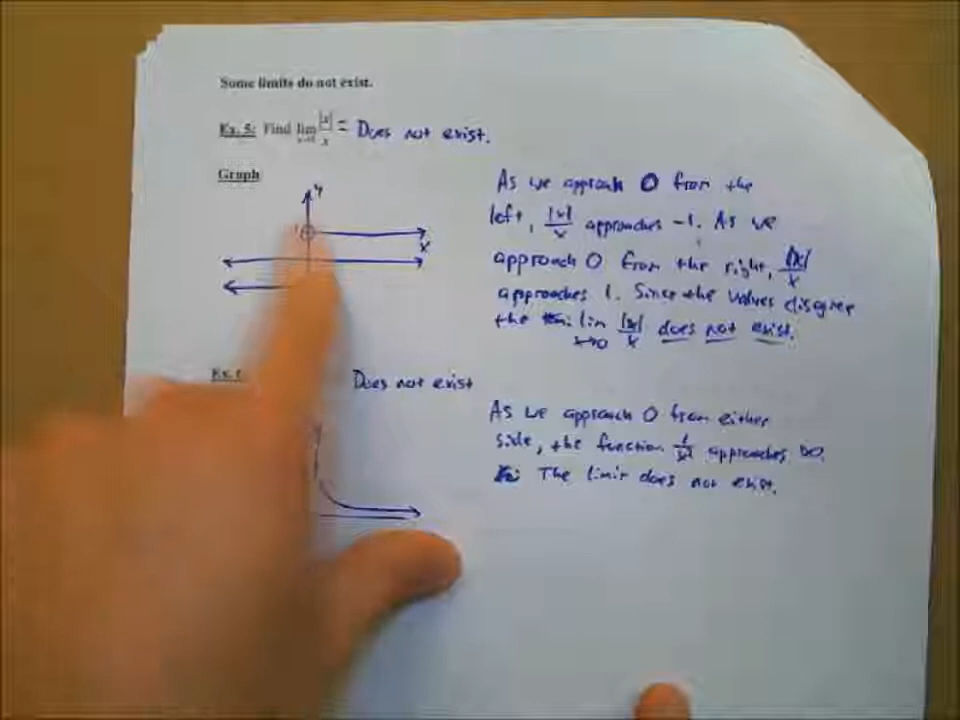 Some limits do not exist.
Ex. 5: Find lim |x|/x = Does not exist.
Graph
y
x
As we approach 0 from the
left, |x|/x approaches -1. As we
approach 0 from the right, |x|/x
approaches 1. Since the values disagree
the lim x→0 |x|/x does not exist.
Ex.
Does not exist
As we approach 0 from either
side, the function 1/x² approaches ∞.
The limit does not exist.